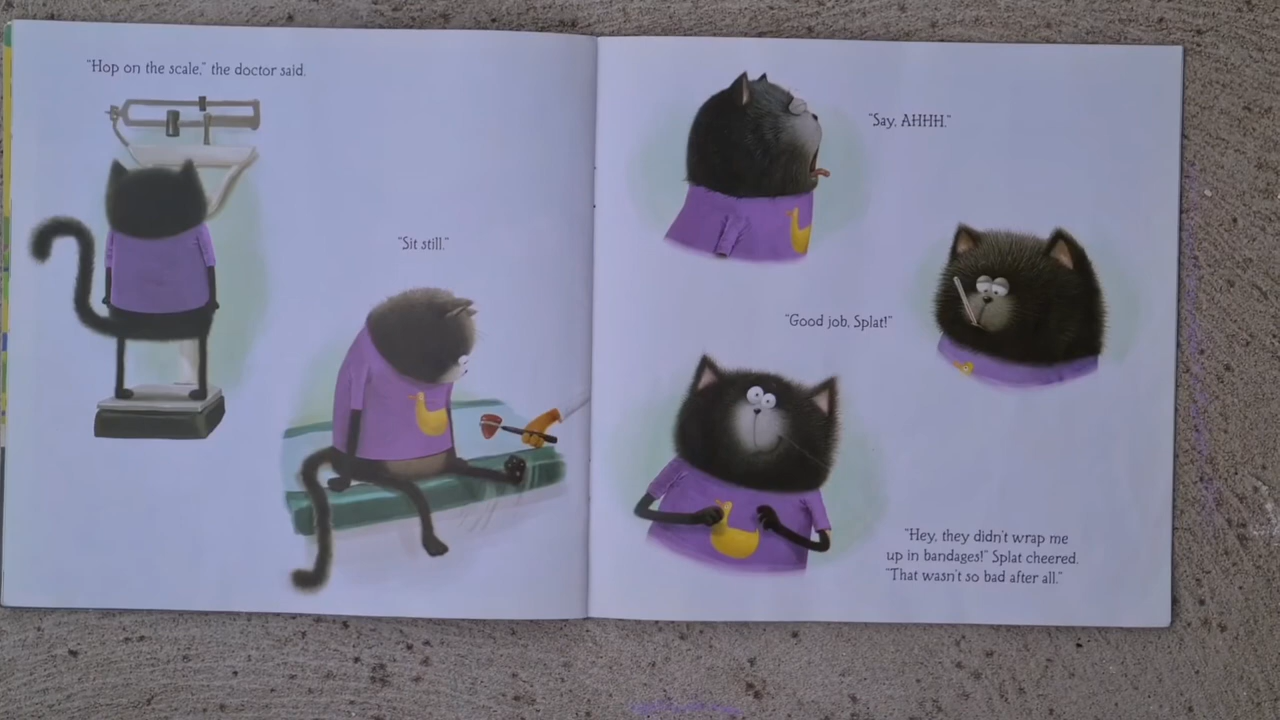 "Hop on the scale," the doctor said.
"Sit still."
"Say, AHHH."
"Good job, Splat!"
"Hey, they didn't wrap me
up in bandages!" Splat cheered.
"That wasn't so bad after all."